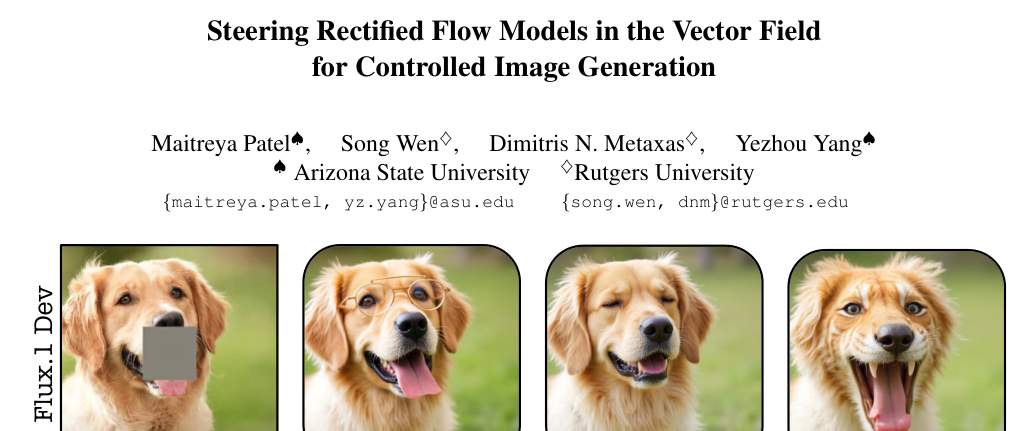 Steering Rectified Flow Models in the Vector Field
for Controlled Image Generation
Maitreya Patel♠, Song Wen♢, Dimitris N. Metaxas♢, Yezhou Yang♠
♠ Arizona State University ♢Rutgers University
{maitreya.patel, yz.yang}@asu.edu {song.wen, dnm}@rutgers.edu
Flux.1 Dev